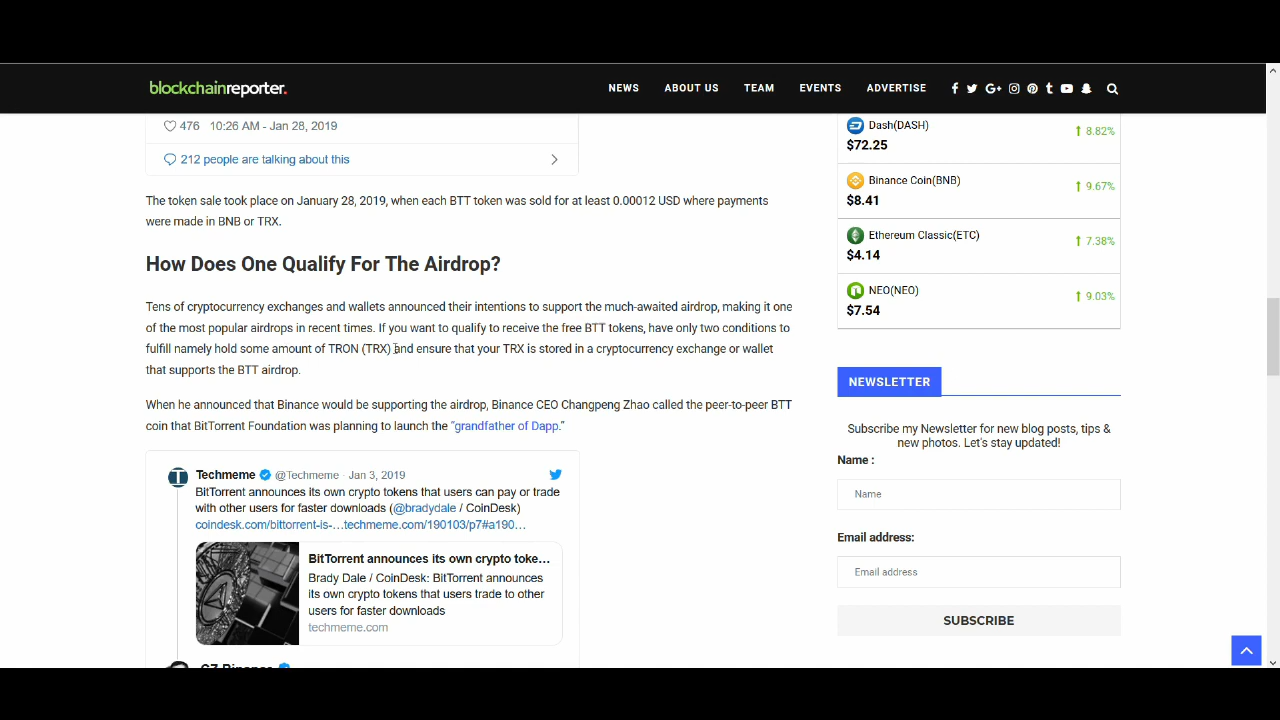 blockchainreporter.
NEWS ABOUT US TEAM EVENTS ADVERTISE
476 10:26 AM - Jan 28, 2019
212 people are talking about this
The token sale took place on January 28, 2019, when each BTT token was sold for at least 0.00012 USD where payments
were made in BNB or TRX.
How Does One Qualify For The Airdrop?
Tens of cryptocurrency exchanges and wallets announced their intentions to support the much-awaited airdrop, making it one
of the most popular airdrops in recent times. If you want to qualify to receive the free BTT tokens, have only two conditions to
fulfill namely hold some amount of TRON (TRX) and ensure that your TRX is stored in a cryptocurrency exchange or wallet
that supports the BTT airdrop.
When he announced that Binance would be supporting the airdrop, Binance CEO Changpeng Zhao called the peer-to-peer BTT
coin that BitTorrent Foundation was planning to launch the "grandfather of Dapp."
Techmeme @Techmeme · Jan 3, 2019
BitTorrent announces its own crypto tokens that users can pay or trade
with other users for faster downloads (@bradydale / CoinDesk)
coindesk.com/bittorrent-is-...techmeme.com/190103/p7#a190...
BitTorrent announces its own crypto toke...
Brady Dale / CoinDesk: BitTorrent announces
its own crypto tokens that users trade to other
users for faster downloads
techmeme.com
CZ Binance
Dash(DASH)
$72.25
8.82%
Binance Coin(BNB)
$8.41
9.67%
Ethereum Classic(ETC)
$4.14
7.38%
NEO(NEO)
$7.54
9.03%
NEWSLETTER
Subscribe my Newsletter for new blog posts, tips &
new photos. Let's stay updated!
Name :
Name
Email address:
Email address
SUBSCRIBE